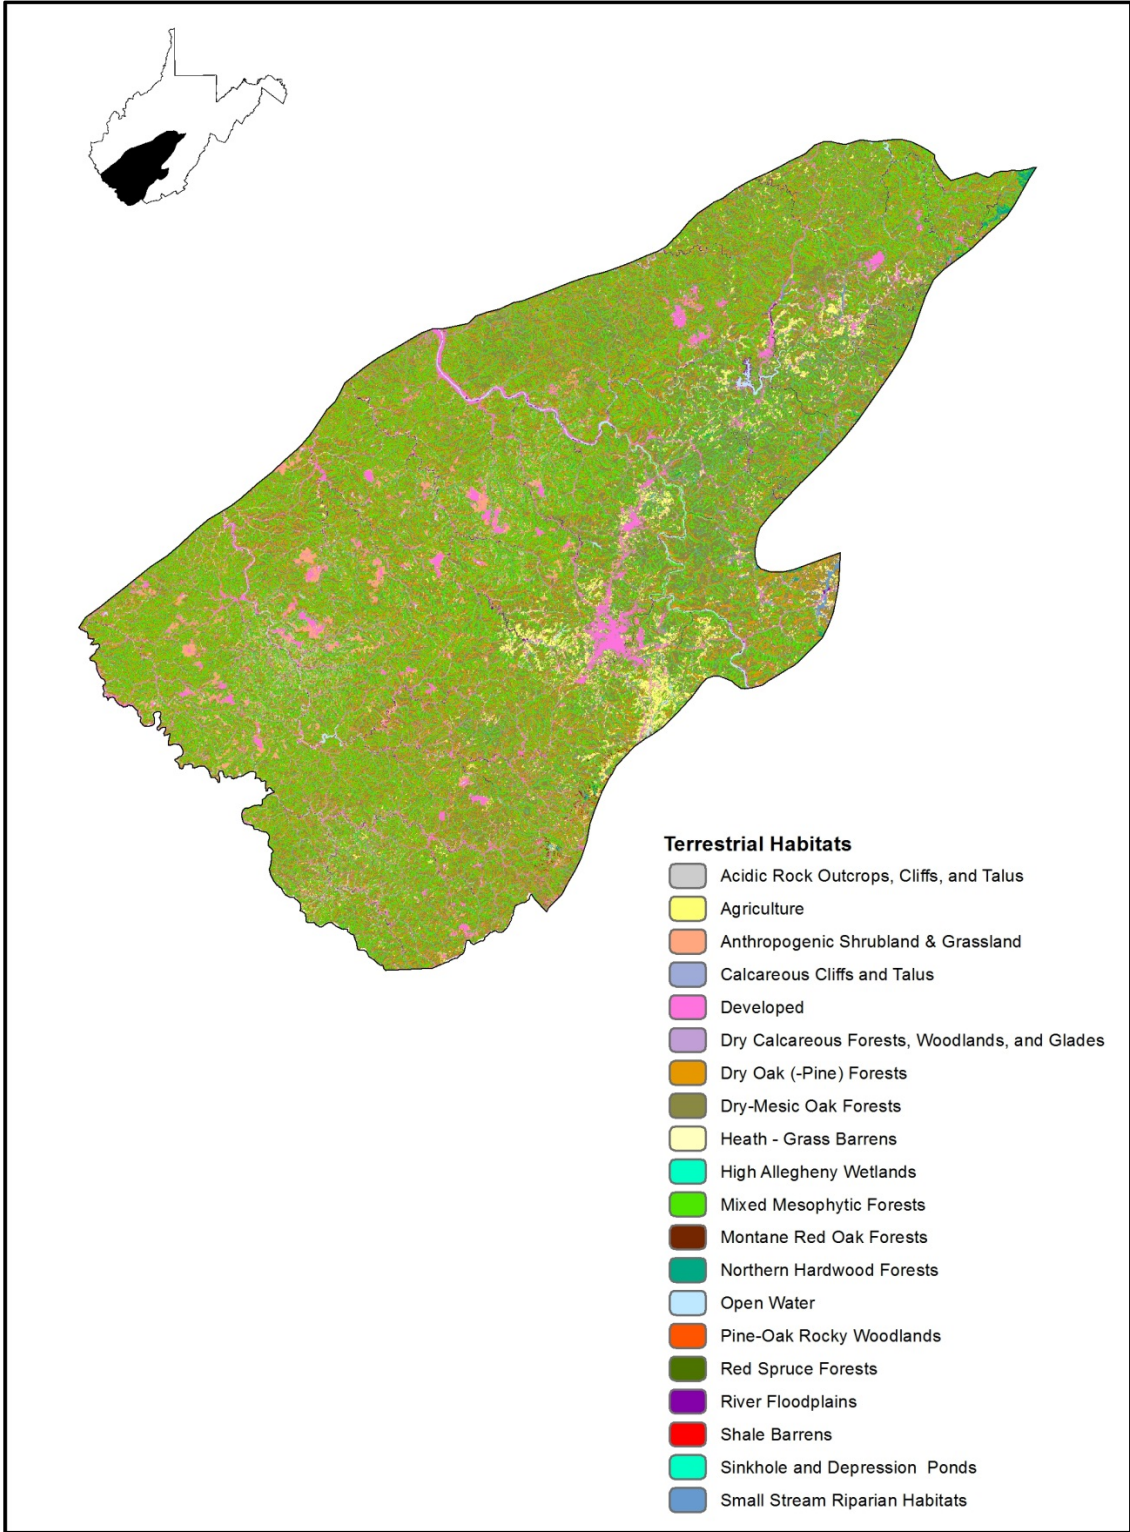 Terrestrial Habitats
Acidic Rock Outcrops, Cliffs, and Talus
Agriculture
Anthropogenic Shrubland & Grassland
Calcareous Cliffs and Talus
Developed
Dry Calcareous Forests, Woodlands, and Glades
Dry Oak (-Pine) Forests
Dry-Mesic Oak Forests
Heath - Grass Barrens
High Allegheny Wetlands
Mixed Mesophytic Forests
Montane Red Oak Forests
Northern Hardwood Forests
Open Water
Pine-Oak Rocky Woodlands
Red Spruce Forests
River Floodplains
Shale Barrens
Sinkhole and Depression  Ponds
Small Stream Riparian Habitats